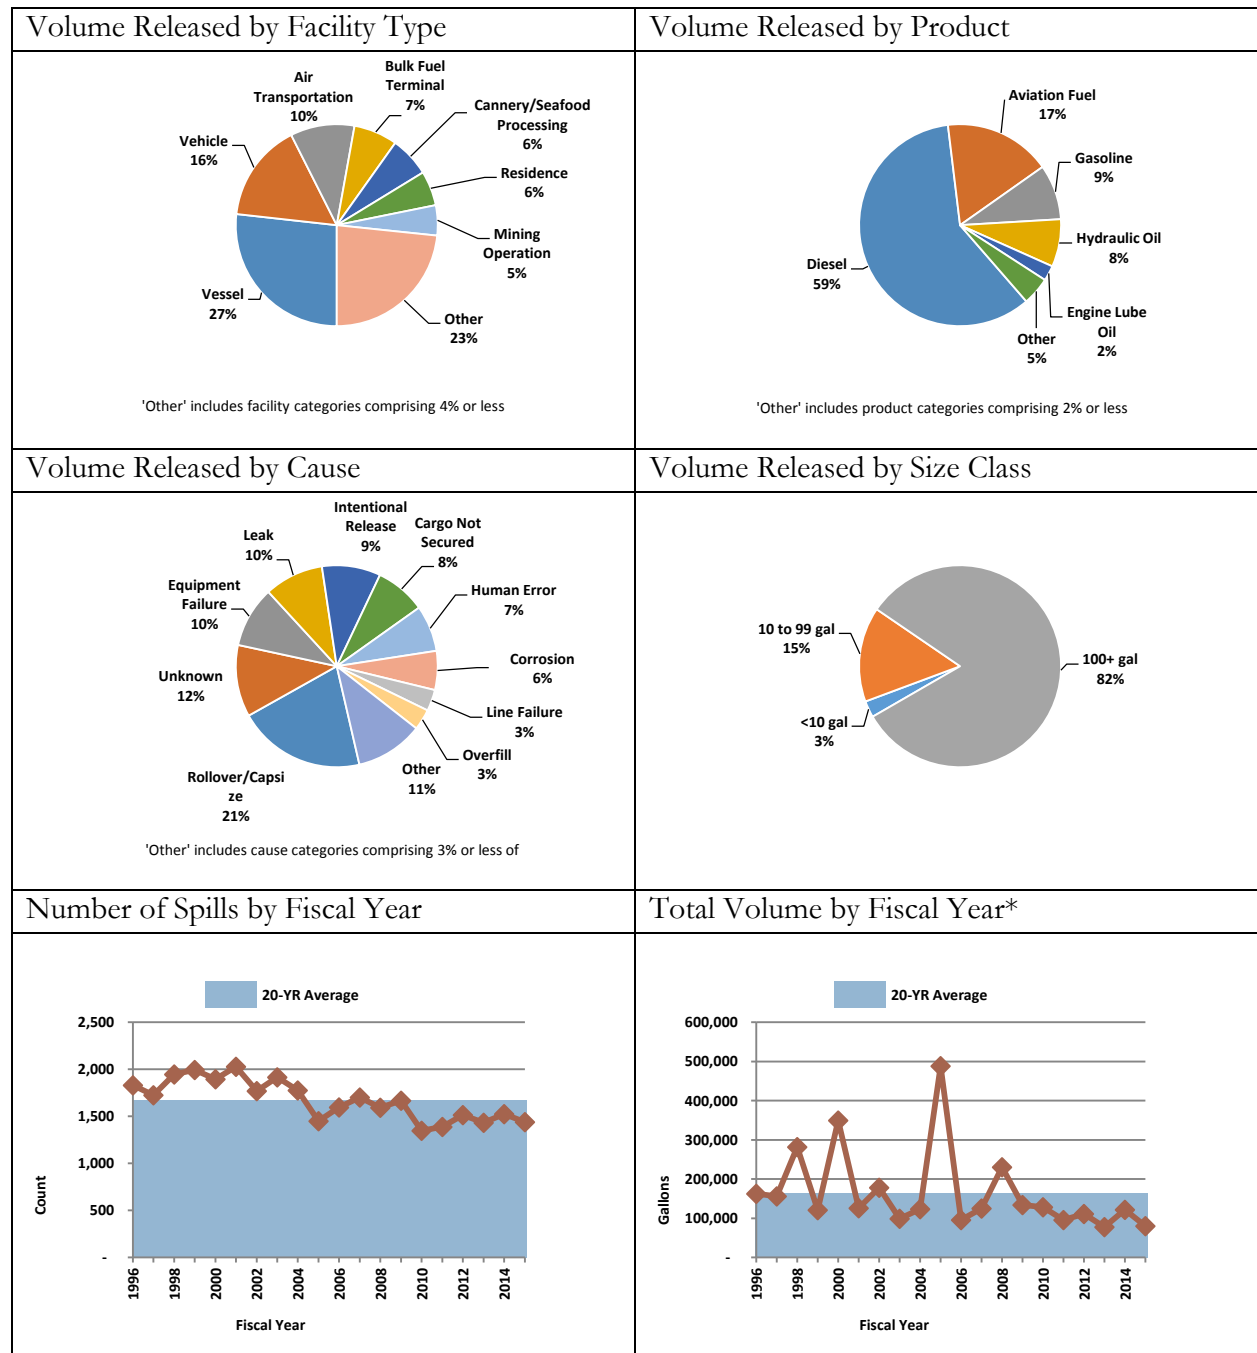 Volume Released by Facility Type
Volume Released by Product
Air
Transportation
10%
Bulk Fuel
Terminal
7%
Cannery/Seafood
Processing
6%
Vehicle
16%
Residence
6%
Mining
Operation
5%
Vessel
27%
Other
23%
'Other' includes facility categories comprising 4% or less
Aviation Fuel
17%
Gasoline
9%
Hydraulic Oil
8%
Diesel
59%
Engine Lube
Oil
2%
Other
5%
'Other' includes product categories comprising 2% or less
Volume Released by Cause
Volume Released by Size Class
Intentional
Release
9%
Cargo Not
Secured
8%
Leak
10%
Equipment
Failure
10%
Human Error
7%
Corrosion
6%
Unknown
12%
Line Failure
3%
Overfill
3%
Other
11%
Rollover/Capsi
ze
21%
'Other' includes cause categories comprising 3% or less of
10 to 99 gal
15%
100+ gal
82%
<10 gal
3%
Number of Spills by Fiscal Year
Total Volume by Fiscal Year*
20-YR Average
2,500
2,000
1,500
1,000
500
-
Count
1996
1998
2000
2002
2004
2006
2008
2010
2012
2014
Fiscal Year
20-YR Average
600,000
500,000
400,000
300,000
200,000
100,000
-
Gallons
1996
1998
2000
2002
2004
2006
2008
2010
2012
2014
Fiscal Year